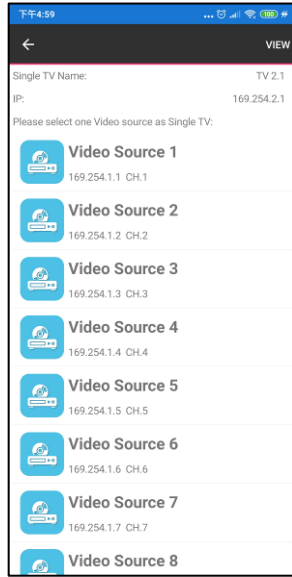 下午4:59
... 100
VIEW
Single TV Name: TV 2.1
IP: 169.254.2.1
Please select one Video source as Single TV:
Video Source 1
169.254.1.1 CH.1
Video Source 2
169.254.1.2 CH.2
Video Source 3
169.254.1.3 CH.3
Video Source 4
169.254.1.4 CH.4
Video Source 5
169.254.1.5 CH.5
Video Source 6
169.254.1.6 CH.6
Video Source 7
169.254.1.7 CH.7
Video Source 8